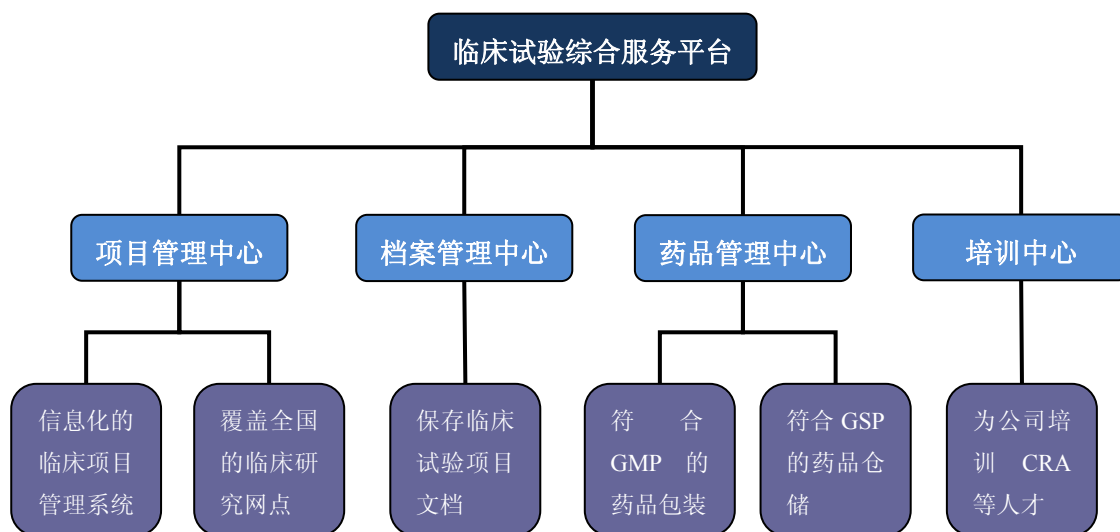 临床试验综合服务平台
项目管理中心
档案管理中心
药品管理中心
培训中心
信息化的
临床项目
管理系统
覆盖全国
的临床研
究网点
保存临床
试验项目
文档
符合
GMP 的
药品包装
符合 GSP
的药品仓
储
为公司培
训 CRA
等人才